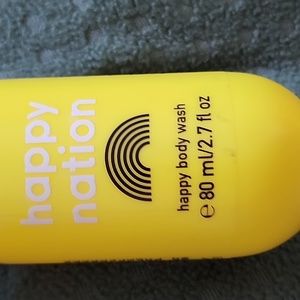 happy
nation
happy body wash
℮ 80 ml/2.7 fl oz